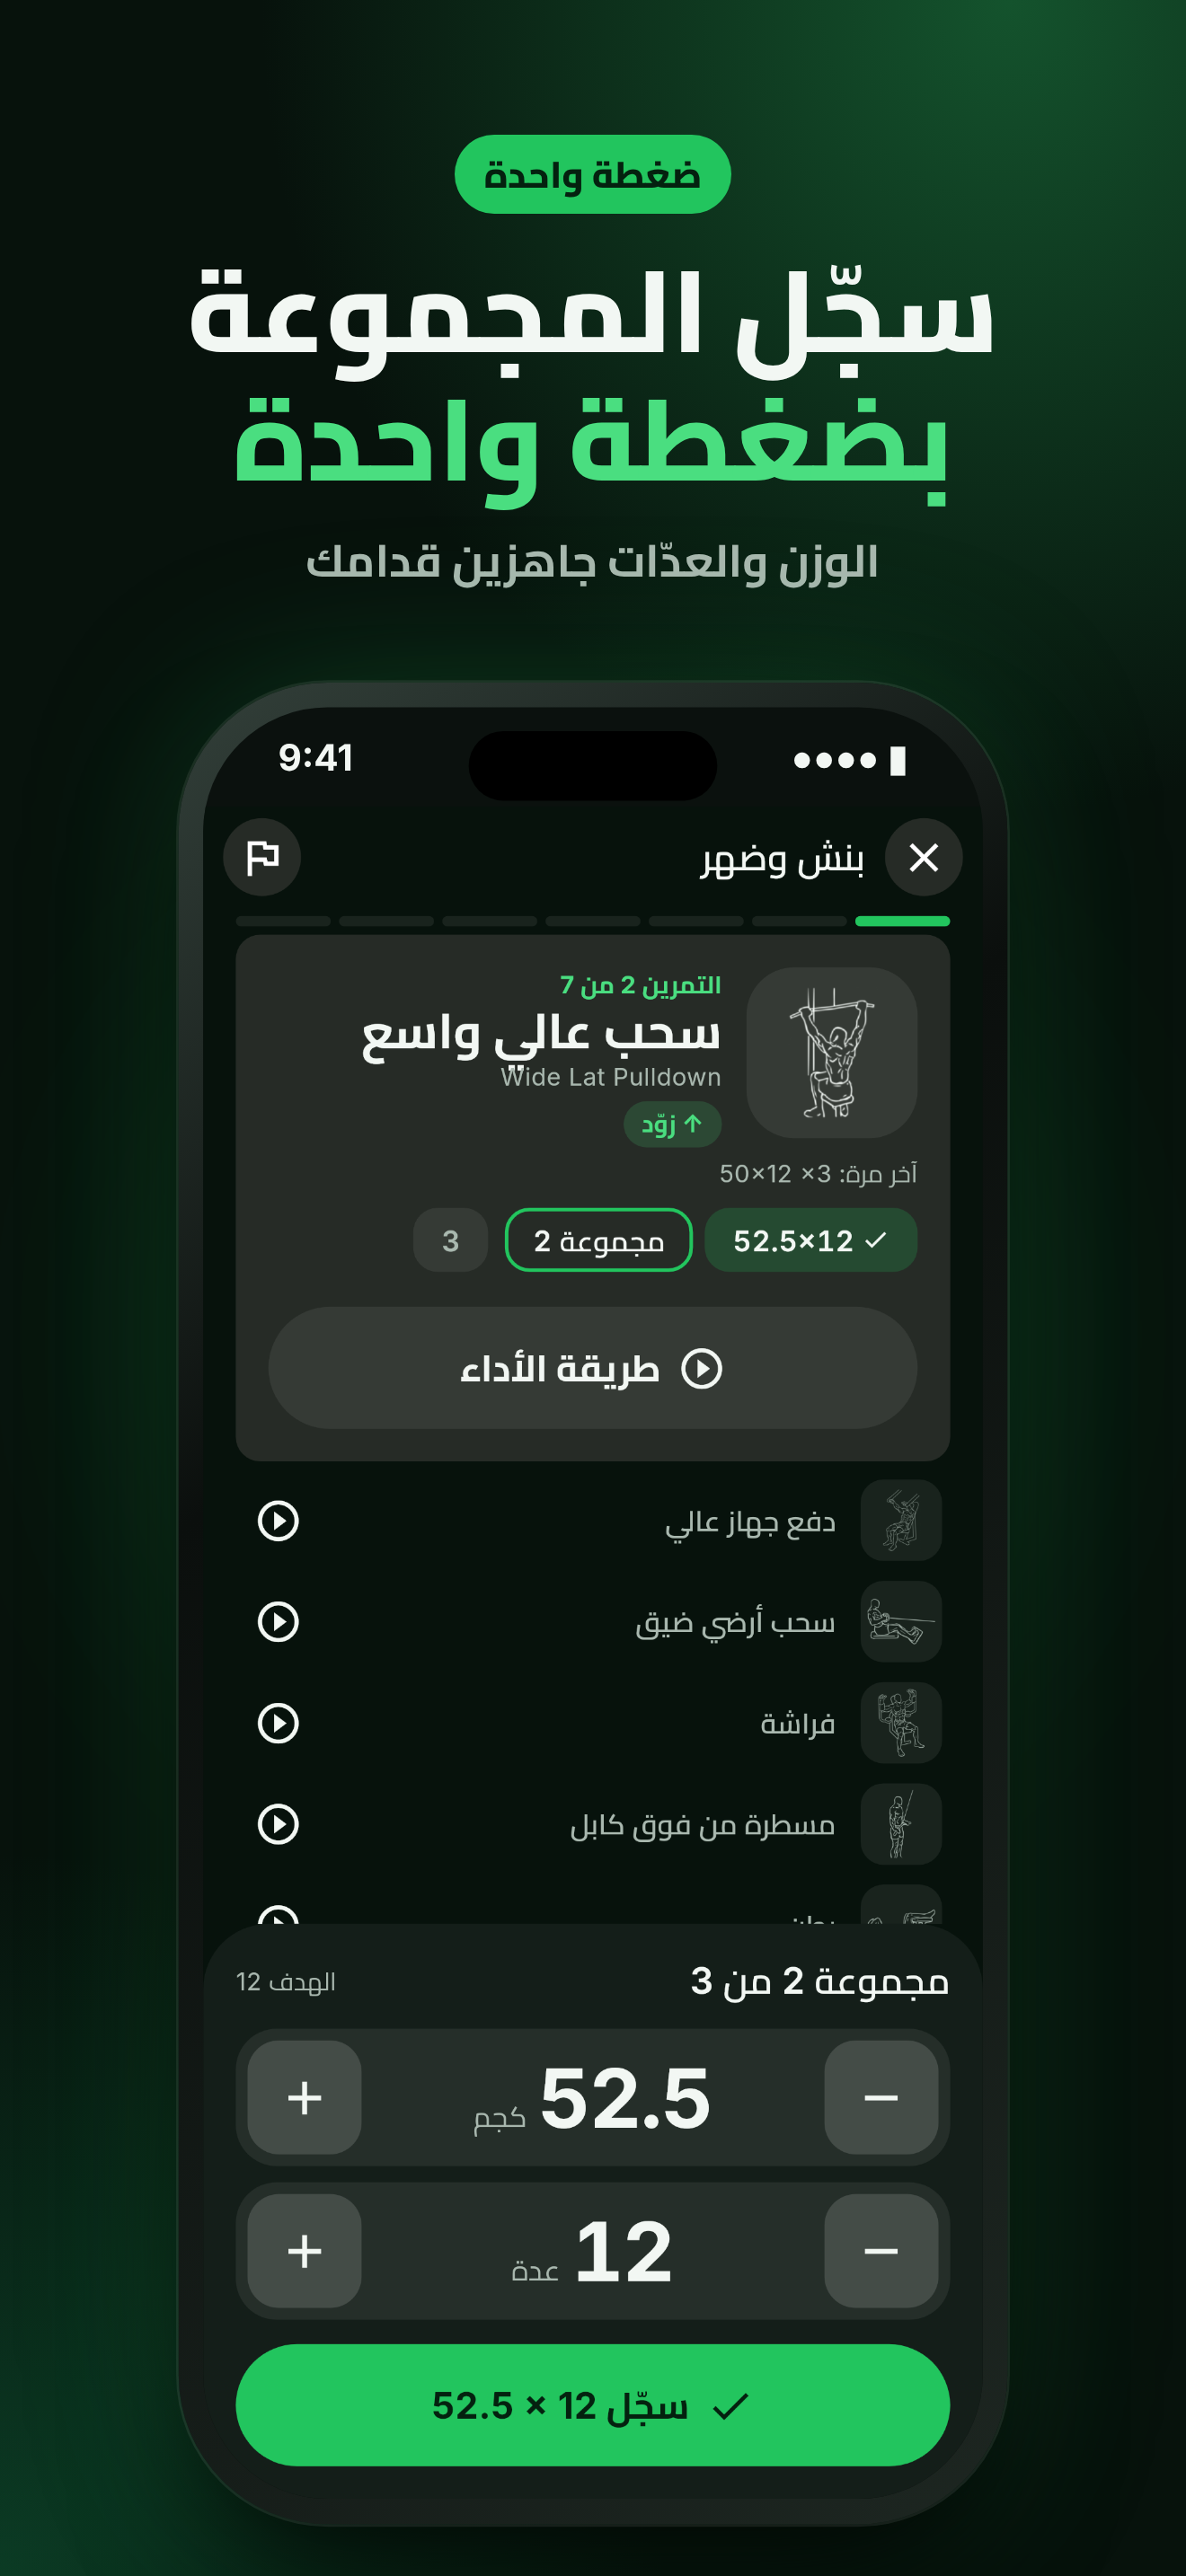 ضغطة واحدة
سجّل المجموعة
بضغطة واحدة
الوزن والعدّات جاهزين قدامك
9:41
بنش وضهر
التمرين 2 من 7
سحب عالي واسع
Wide Lat Pulldown
↑ زوّد
آخر مرة: 3× 12×50
✓ 12×52.5
مجموعة 2
3
طريقة الأداء
دفع جهاز عالي
سحب أرضي ضيق
فراشة
مسطرة من فوق كابل
مجموعة 2 من 3
الهدف 12
− 52.5 كجم +
− 12 عدة +
✓ سجّل 12 × 52.5